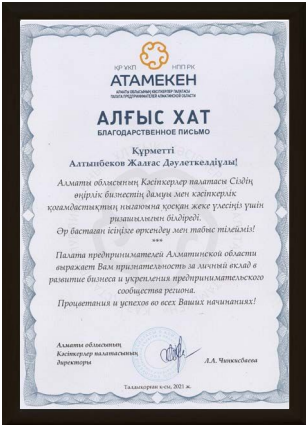 ҚР ҰКП НПП РК
АТАМЕКЕН
АЛМАТЫ ОБЛЫСЫНЫҢ КӘСІПКЕРЛЕР ПАЛАТАСЫ
ПАЛАТА ПРЕДПРИНИМАТЕЛЕЙ АЛМАТИНСКОЙ ОБЛАСТИ
АЛҒЫС ХАТ
БЛАГОДАРСТВЕННОЕ ПИСЬМО
Құрметті
Алтынбеков Жалғас Дәулеткелдіұлы!
Алматы облысының Кәсіпкерлер палатасы Сіздің
өңірлік бизнестің дамуы мен кәсіпкерлік
қоғамдастықтың нығаюына қосқан жеке үлесіңіз үшін
ризашылығын білдіреді.
Әр бастаған ісіңізге өркендеу мен табыс тілейміз!
***
Палата предпринимателей Алматинской области
выражает Вам признательность за личный вклад в
развитие бизнеса и укрепления предпринимательского
сообщества региона.
Процветания и успехов во всех Ваших начинаниях!
Алматы облысының
Кәсіпкерлер палатасының
директоры
Л.А. Чинкисбаева
Талдықорған қ-сы, 2021 ж.